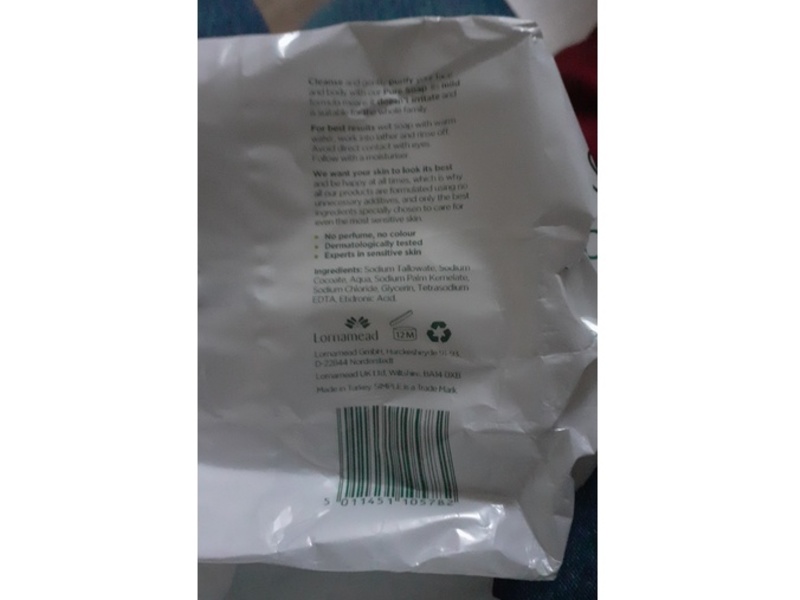 Cleanse and gently purify your face
and body with our Pure Soap. Its mild
formula means it doesn't irritate and
is suitable for the whole family.
For best results wet soap with warm
water, work into lather and rinse off.
Avoid direct contact with eyes.
Follow with a moisturiser.
We want your skin to look its best
and be happy at all times, which is why
all our products are formulated using no
unnecessary additives, and only the best
ingredients specially chosen to care for
even the most sensitive skin.
• No perfume, no colour
• Dermatologically tested
• Experts in sensitive skin
Ingredients: Sodium Tallowate, Sodium
Cocoate, Aqua, Sodium Palm Kernelate,
Sodium Chloride, Glycerin, Tetrasodium
EDTA, Etidronic Acid.
Lornamead
12M
Lornamead GmbH,
D-22844 Norderstedt
Lornamead UK Ltd, Wiltshire,
Made in Turkey. SIMPLE is a Trade Mark.
5 011451 105782